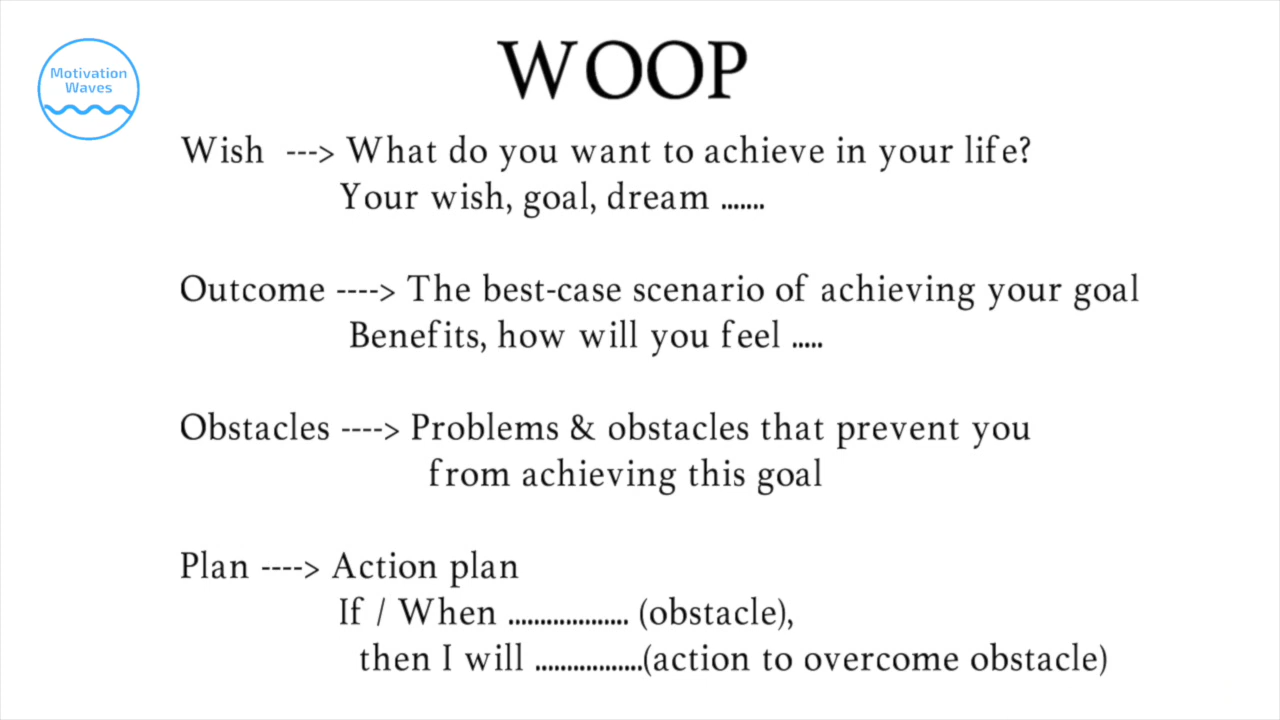 Motivation
Waves
WOOP
Wish ---> What do you want to achieve in your life?
Your wish, goal, dream .......
Outcome ----> The best-case scenario of achieving your goal
Benefits, how will you feel .....
Obstacles ----> Problems & obstacles that prevent you
from achieving this goal
Plan ----> Action plan
If / When ................... (obstacle),
then I will .................(action to overcome obstacle)